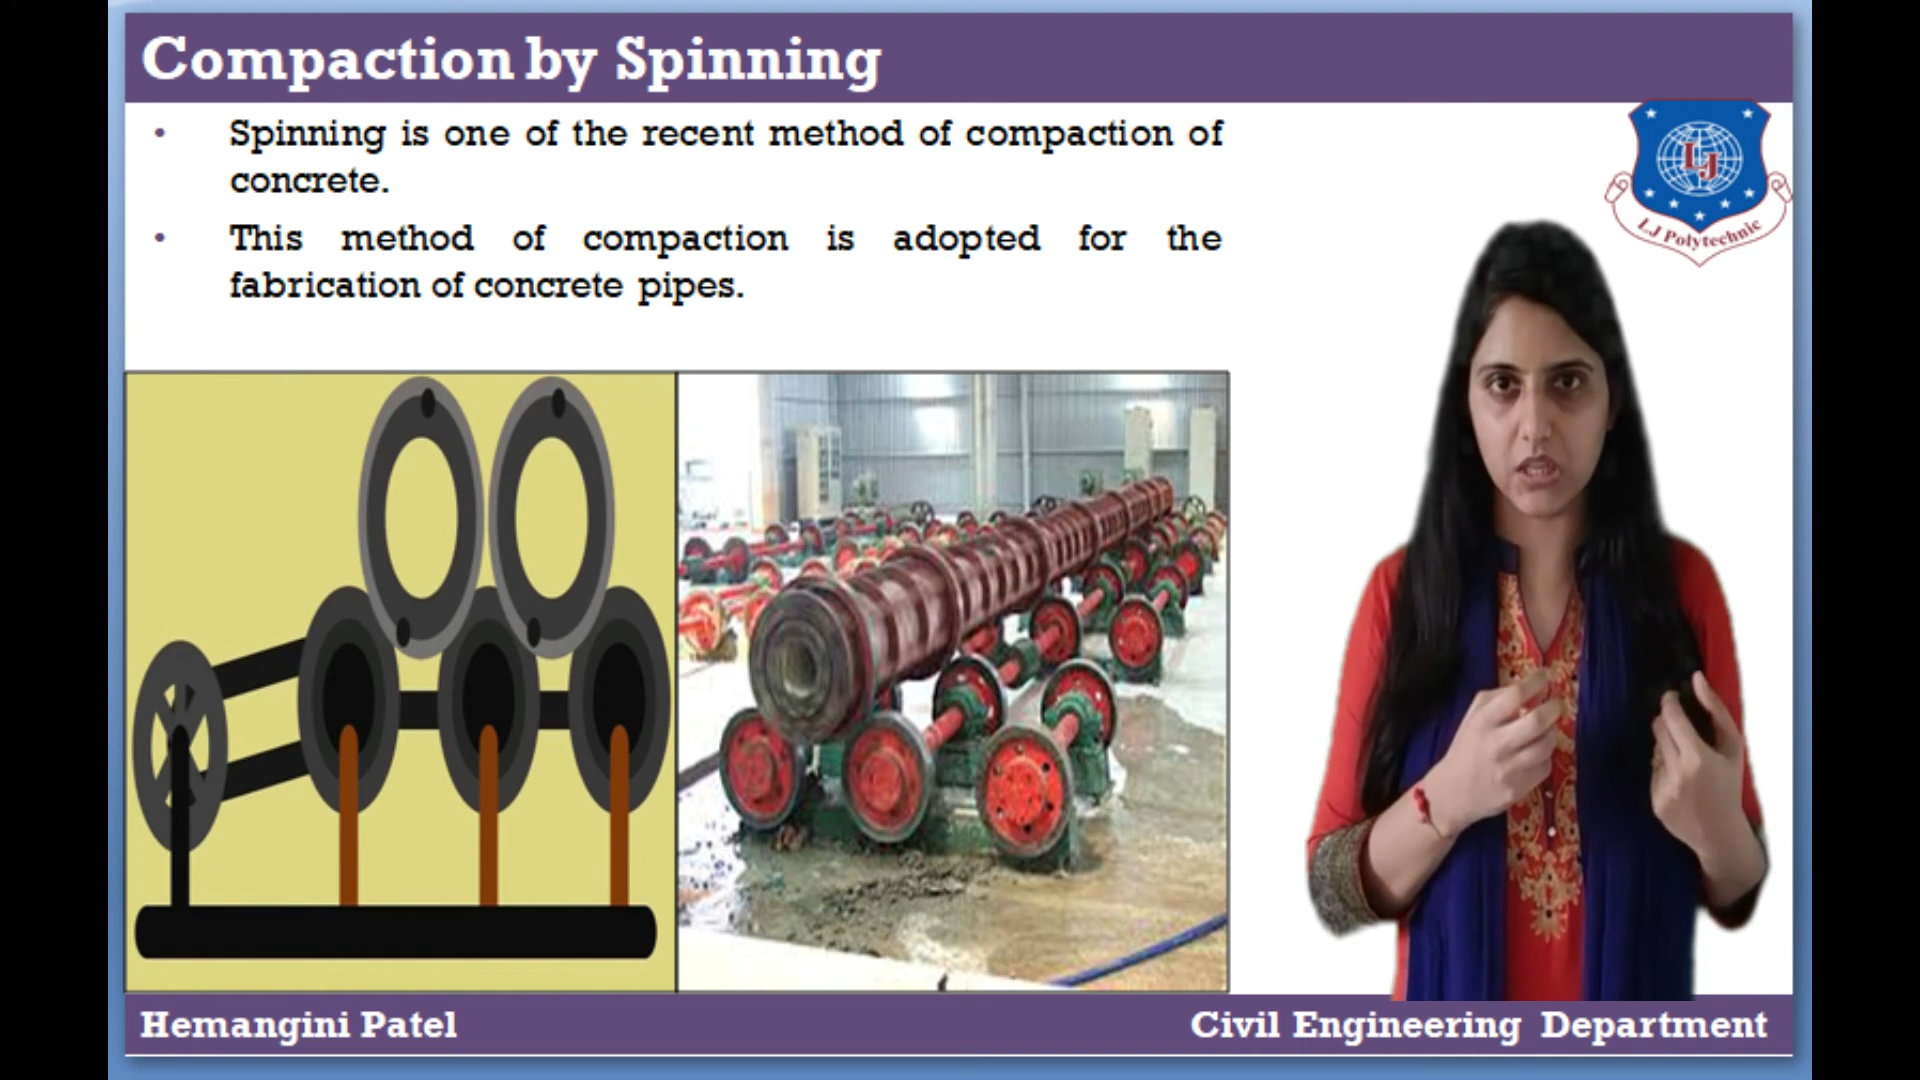 Compaction by Spinning
• Spinning is one of the recent method of compaction of
concrete.
• This method of compaction is adopted for the
fabrication of concrete pipes.
LJ
LJ Polytechnic
Hemangini Patel
Civil Engineering Department